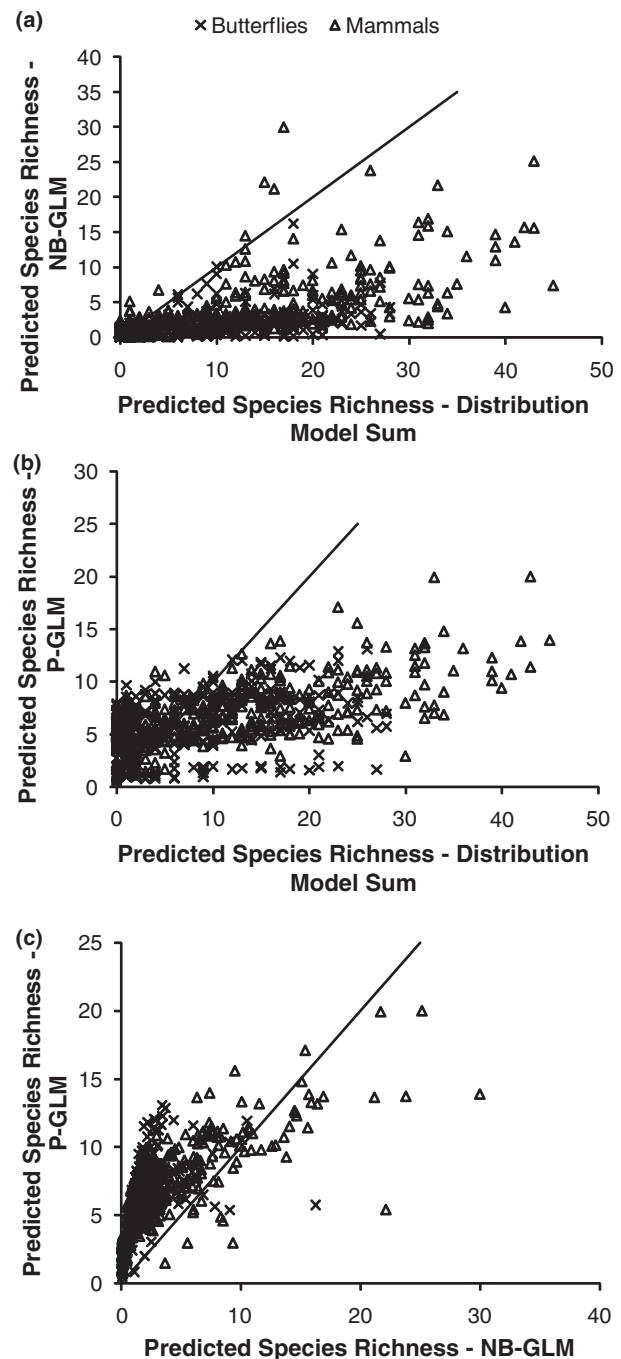 (a)
× Butterflies △ Mammals
Predicted Species Richness -
NB-GLM
40
35
30
25
20
15
10
5
0
0 10 20 30 40 50
Predicted Species Richness - Distribution
Model Sum
(b)
Predicted Species Richness -
P-GLM
30
25
20
15
10
5
0
0 10 20 30 40 50
Predicted Species Richness - Distribution
Model Sum
(c)
Predicted Species Richness -
P-GLM
25
20
15
10
5
0
0 10 20 30 40
Predicted Species Richness - NB-GLM